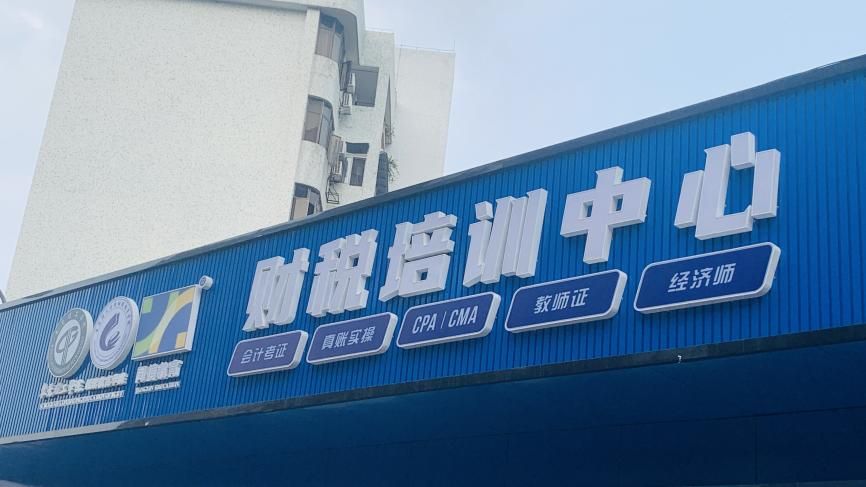 财税培训中心
会计考证
真账实操
CPA/CMA
教师证
经济师